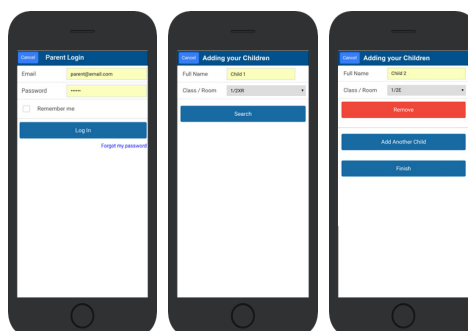 Cancel Parent Login
Email parent@email.com
Password •••••
Remember me
Log In
Forgot my password
Cancel Adding your Children
Full Name Child 1
Class / Room 1/2XR
Search
Cancel Adding your Children
Full Name Child 2
Class / Room 1/2E
Remove
Add Another Child
Finish